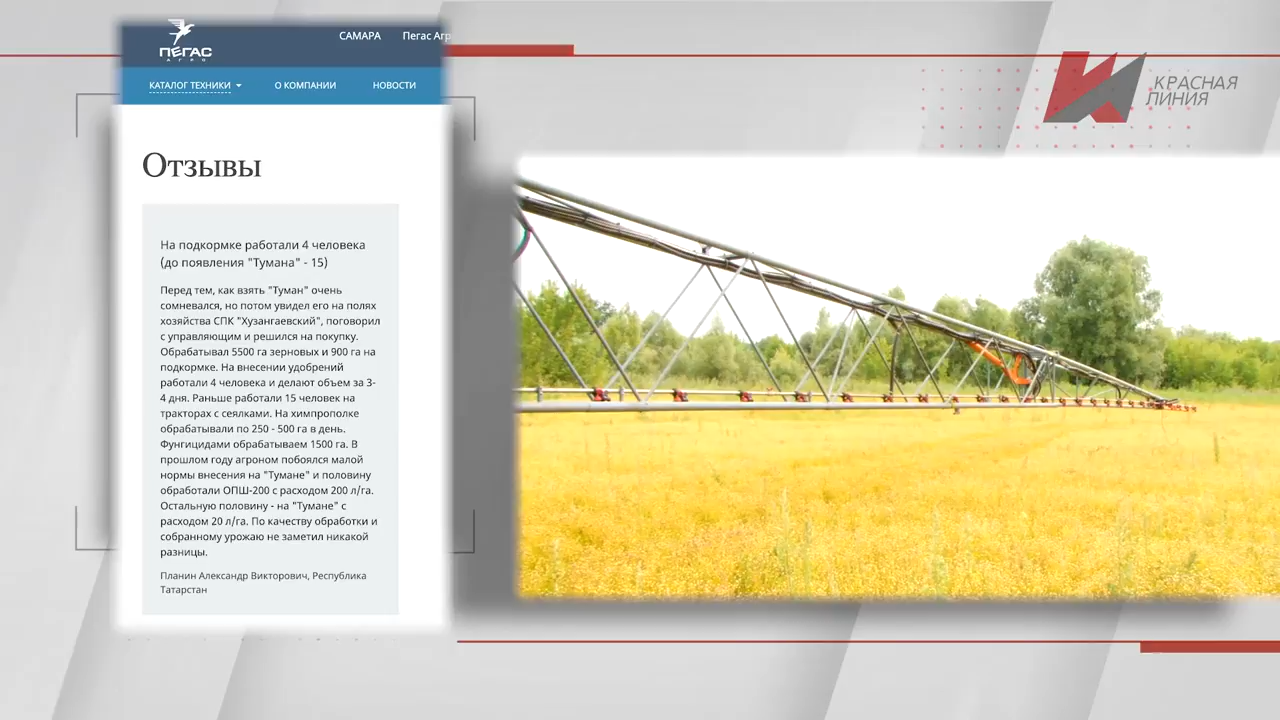 ПЕГАС
АГРО
САМАРА
Пегас Агр
КАТАЛОГ ТЕХНИКИ
О КОМПАНИИ
НОВОСТИ
КРАСНАЯ
ЛИНИЯ
Отзывы
На подкормке работали 4 человека
(до появления "Тумана" - 15)
Перед тем, как взять "Туман" очень
сомневался, но потом увидел его на полях
хозяйства СПК "Хузангаевский", поговорил
с управляющим и решился на покупку.
Обрабатывал 5500 га зерновых и 900 га на
подкормке. На внесении удобрений
работали 4 человека и делают объем за 3-
4 дня. Раньше работали 15 человек на
тракторах с сеялками. На химпрополке
обрабатывали по 250 - 500 га в день.
Фунгицидами обрабатываем 1500 га. В
прошлом году агроном побоялся малой
нормы внесения на "Тумане" и половину
обработали ОПШ-200 с расходом 200 л/га.
Остальную половину - на "Тумане" с
расходом 20 л/га. По качеству обработки и
собранному урожаю не заметил никакой
разницы.
Планин Александр Викторович, Республика
Татарстан